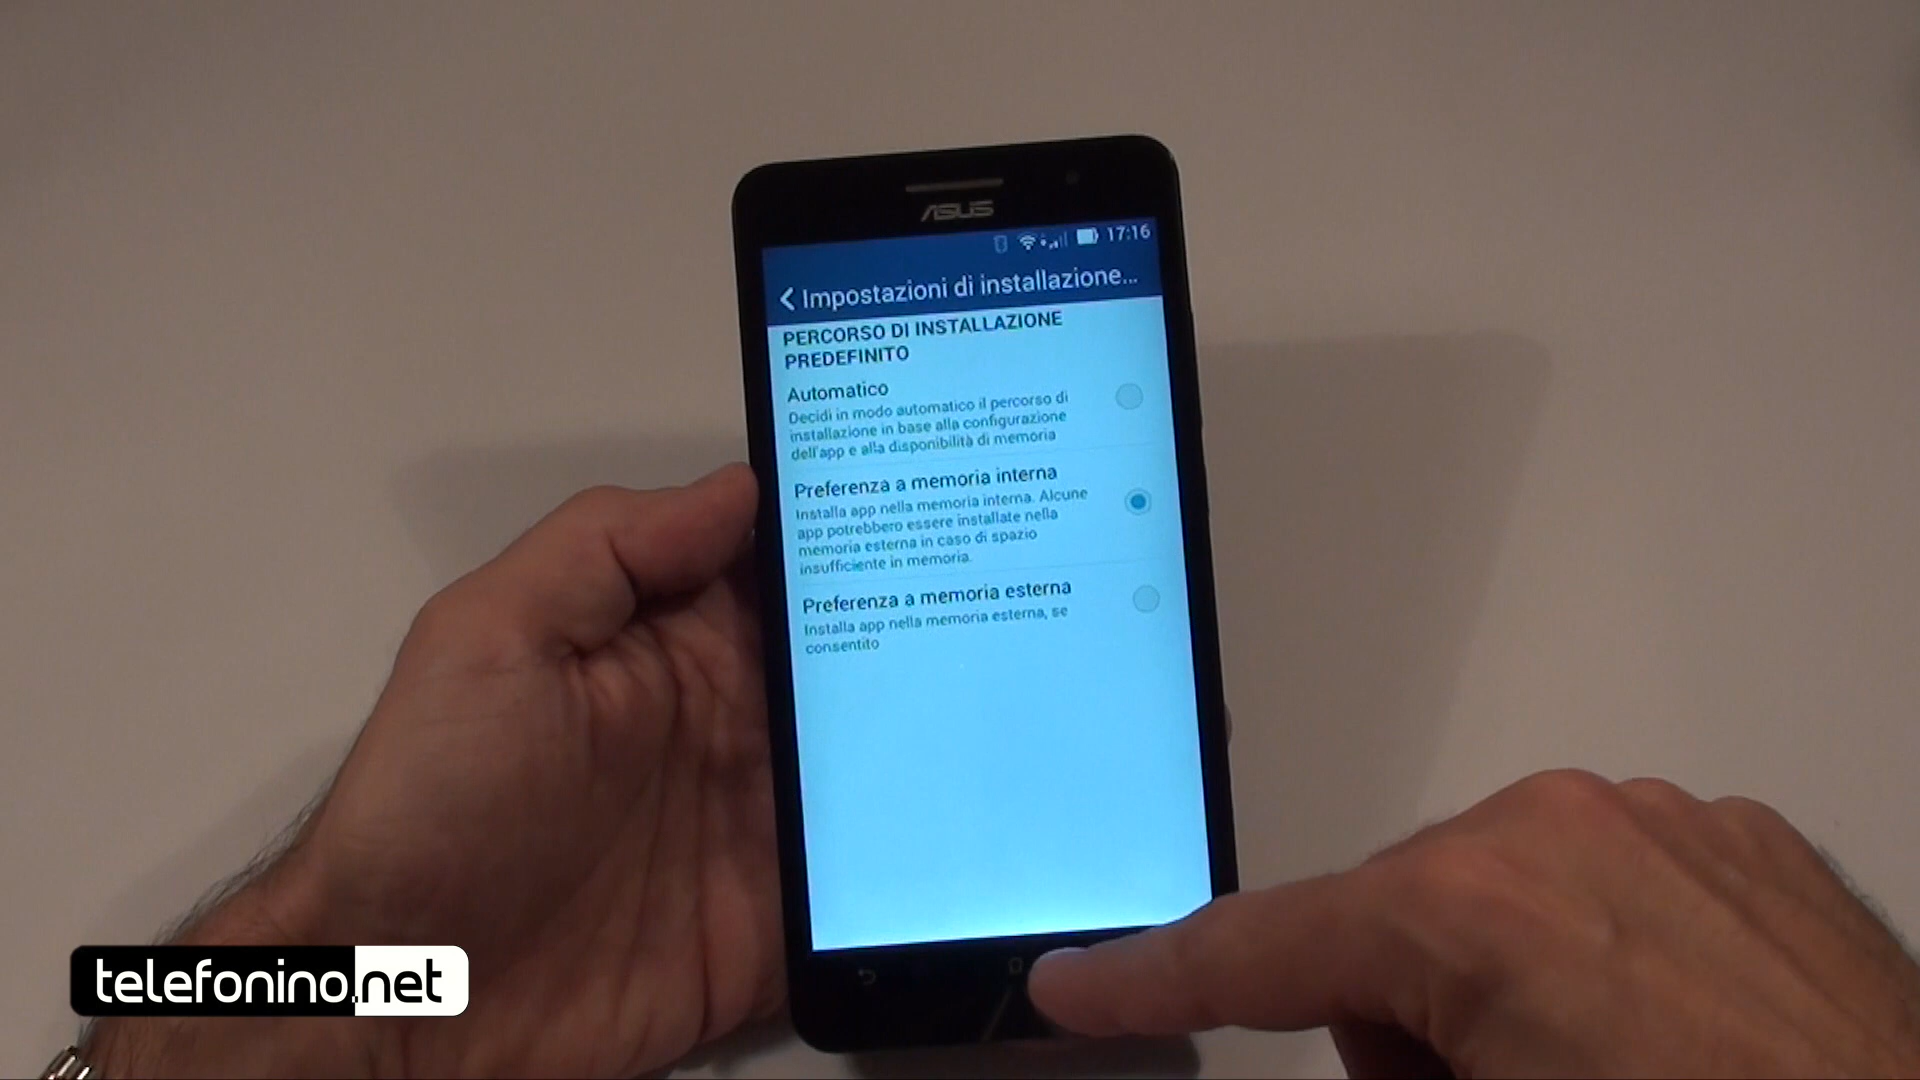 ASUS
17:16
Impostazioni di installazione...
PERCORSO DI INSTALLAZIONE
PREDEFINITO
Automatico
Decidi in modo automatico il percorso di
installazione in base alla configurazione
dell'app e alla disponibilità di memoria
Preferenza a memoria interna
Installa app nella memoria interna. Alcune
app potrebbero essere installate nella
memoria esterna in caso di spazio
insufficiente in memoria.
Preferenza a memoria esterna
Installa app nella memoria esterna, se
consentito
telefonino.net